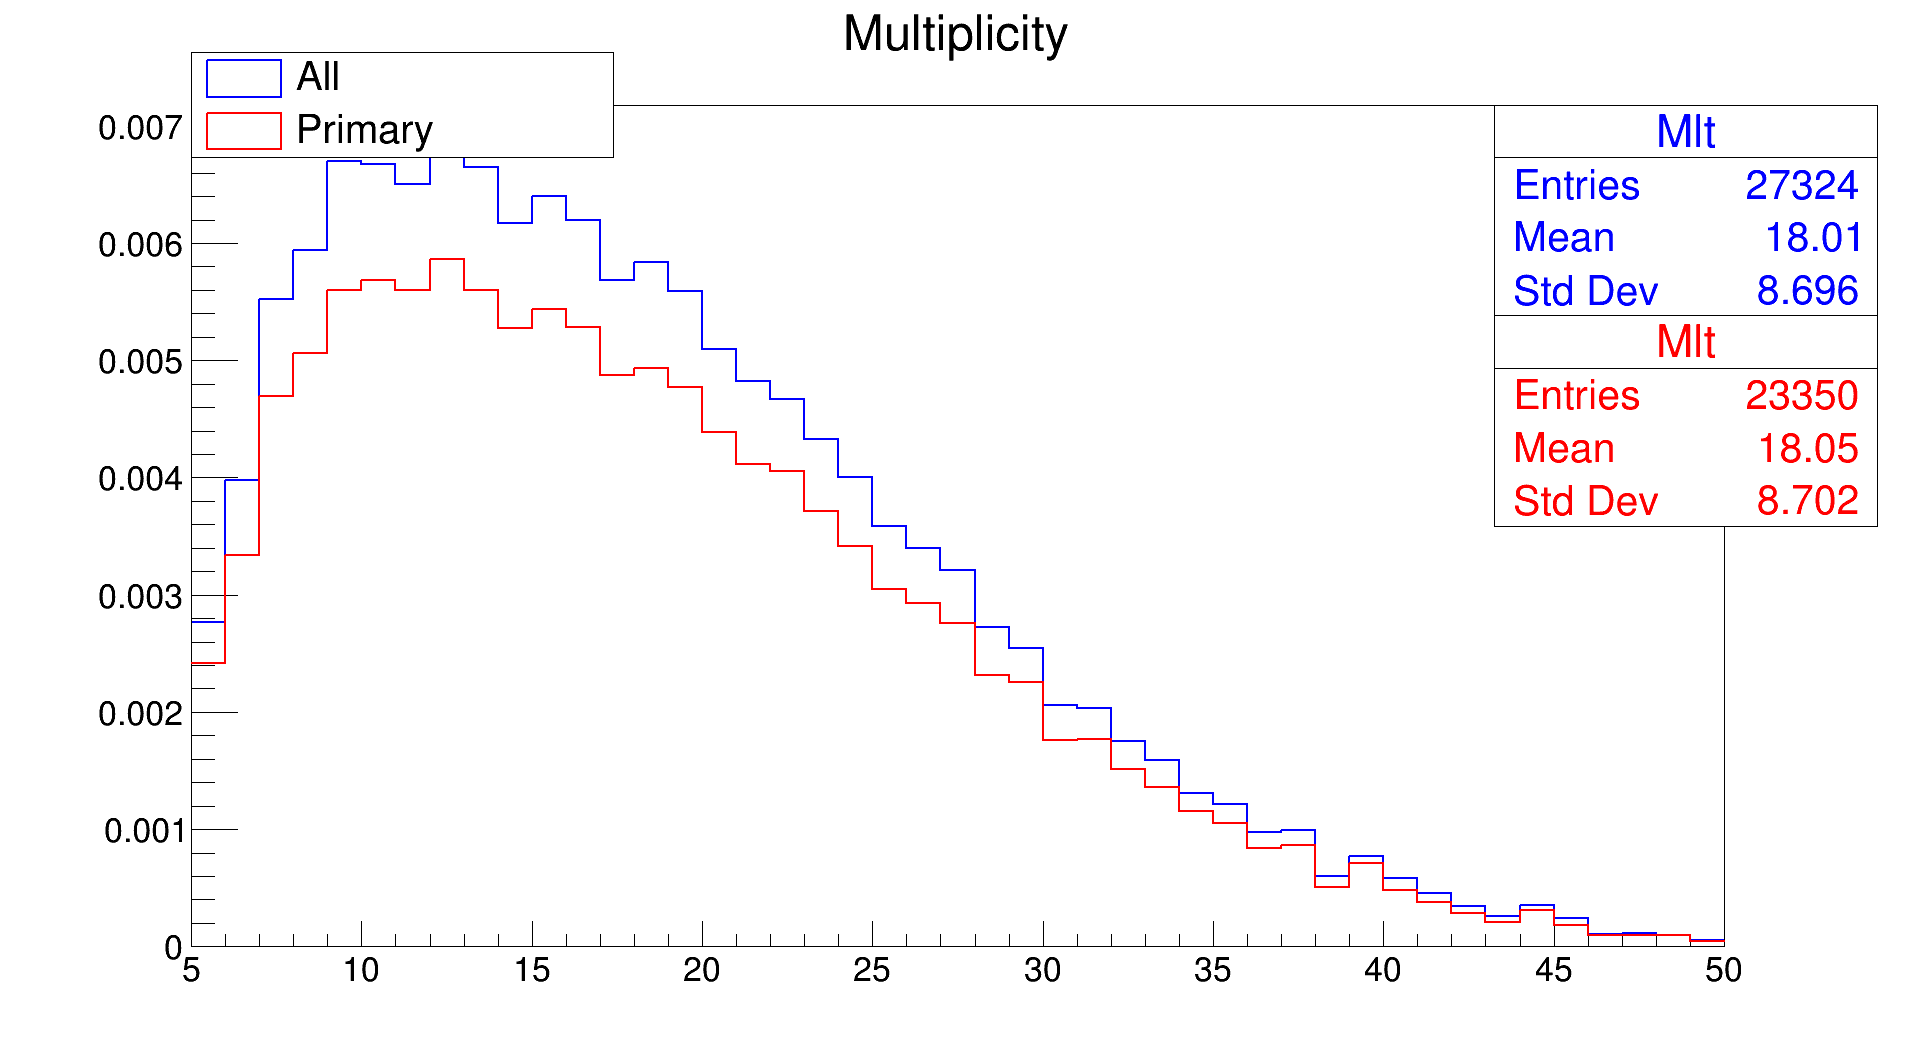 Multiplicity
All
Primary
0.007
0.006
0.005
0.004
0.003
0.002
0.001
0
5 10 15 20 25 30 35 40 45 50
Mlt
Entries 27324
Mean 18.01
Std Dev 8.696
Mlt
Entries 23350
Mean 18.05
Std Dev 8.702